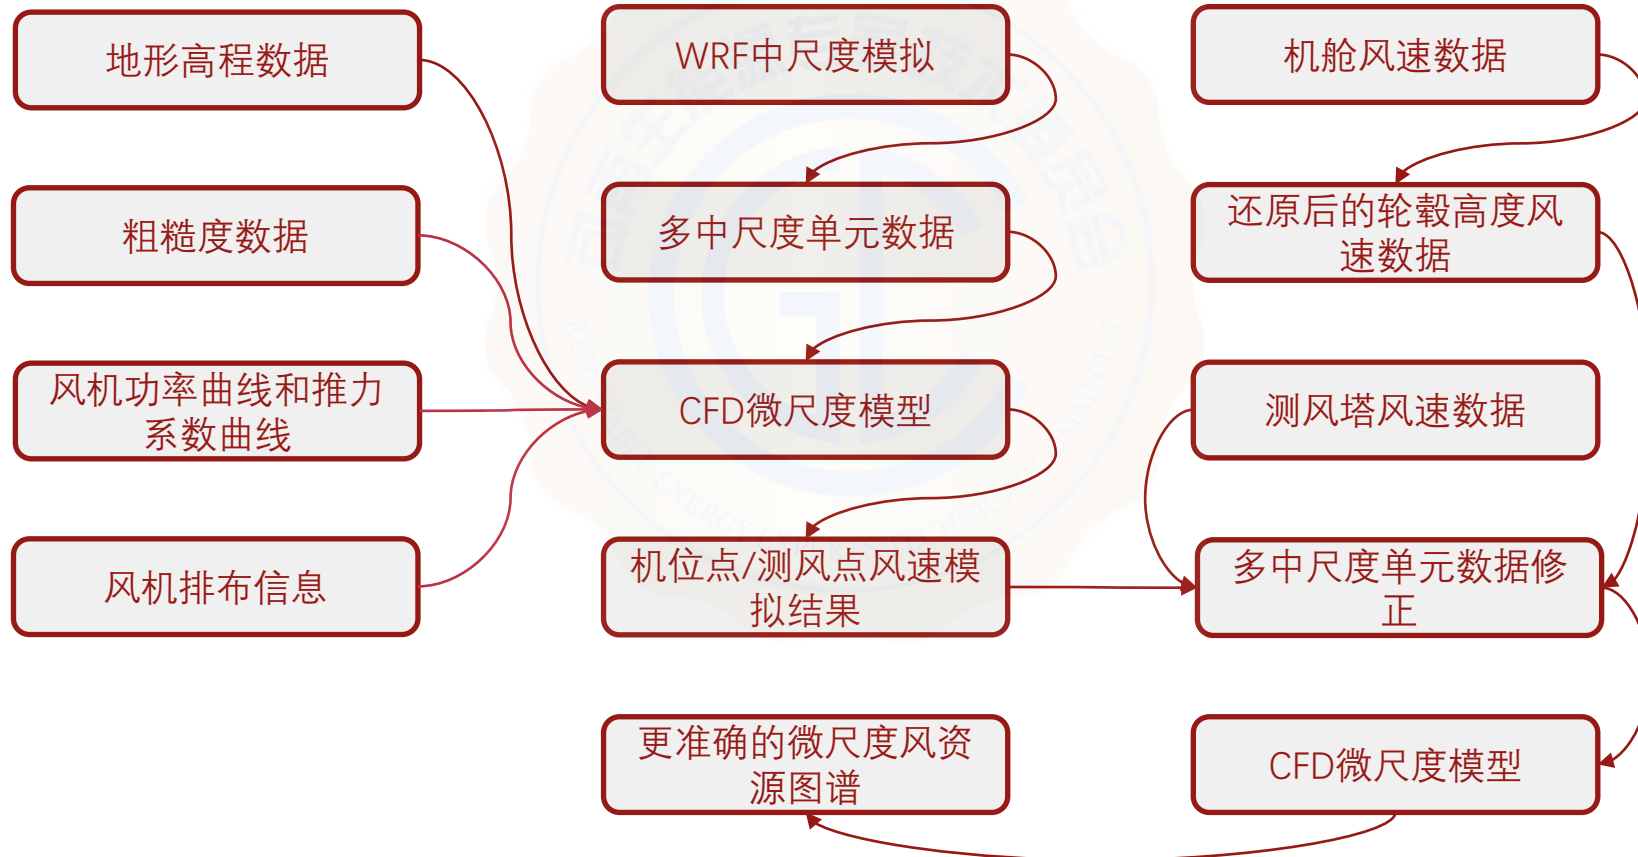 地形高程数据
WRF中尺度模拟
机舱风速数据
粗糙度数据
多中尺度单元数据
还原后的轮毂高度风
速数据
风机功率曲线和推力
系数曲线
CFD微尺度模型
测风塔风速数据
风机排布信息
机位点/测风点风速模
拟结果
多中尺度单元数据修
正
更准确的微尺度风资
源图谱
CFD微尺度模型